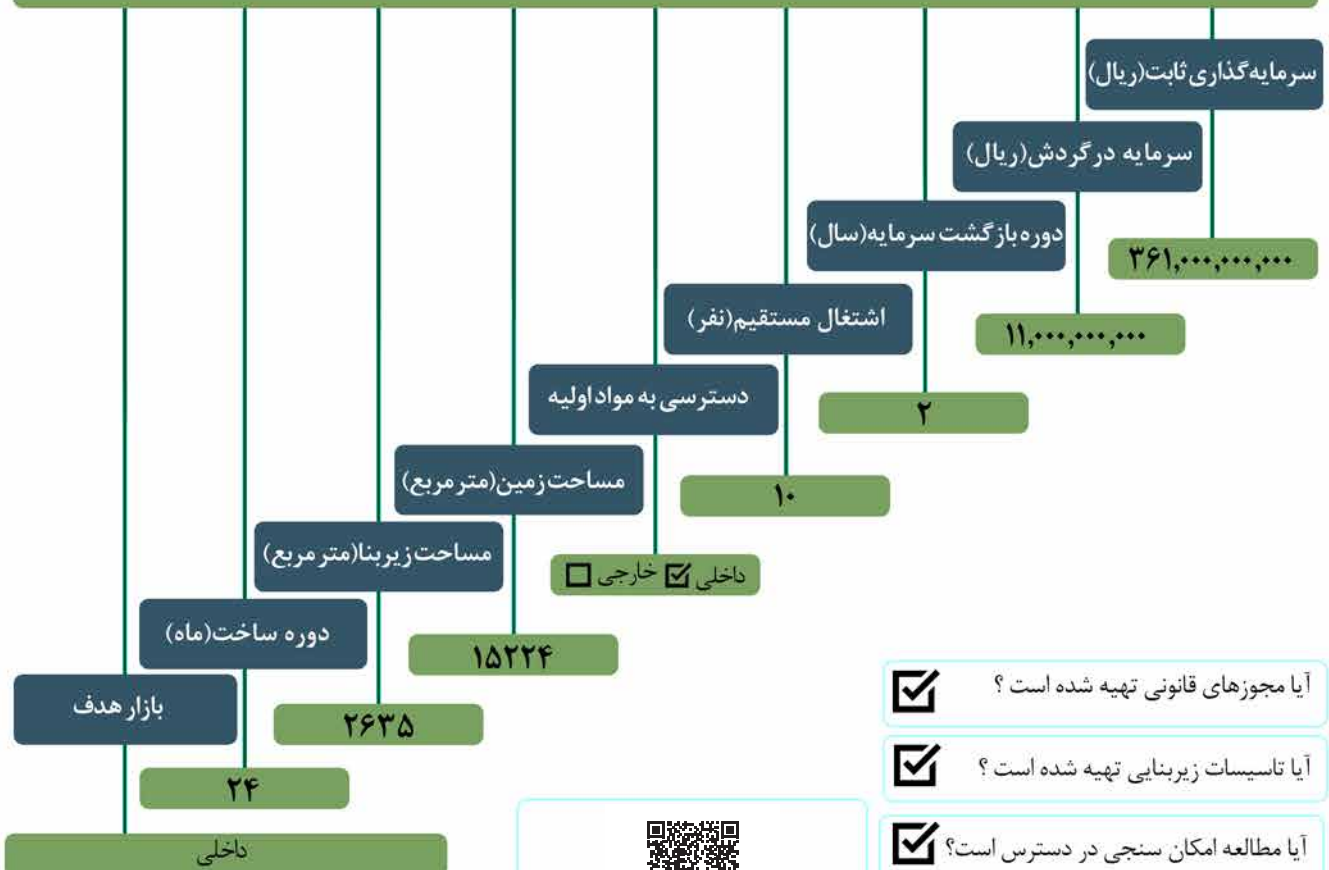 سرمایه‌گذاری ثابت(ریال)
۳۶۱,۰۰۰,۰۰۰,۰۰۰
سرمایه در گردش(ریال)
۱۱,۰۰۰,۰۰۰,۰۰۰
دوره بازگشت سرمایه(سال)
۲
اشتغال مستقیم(نفر)
۱۰
دسترسی به مواد اولیه
داخلی ☑ خارجی ☐
مساحت زمین(متر مربع)
۱۵۲۲۴
مساحت زیربنا(متر مربع)
۲۶۳۵
دوره ساخت(ماه)
۲۴
بازار هدف
داخلی
آیا مجوزهای قانونی تهیه شده است ؟ ☑
آیا تاسیسات زیربنایی تهیه شده است ؟ ☑
آیا مطالعه امکان سنجی در دسترس است؟ ☑